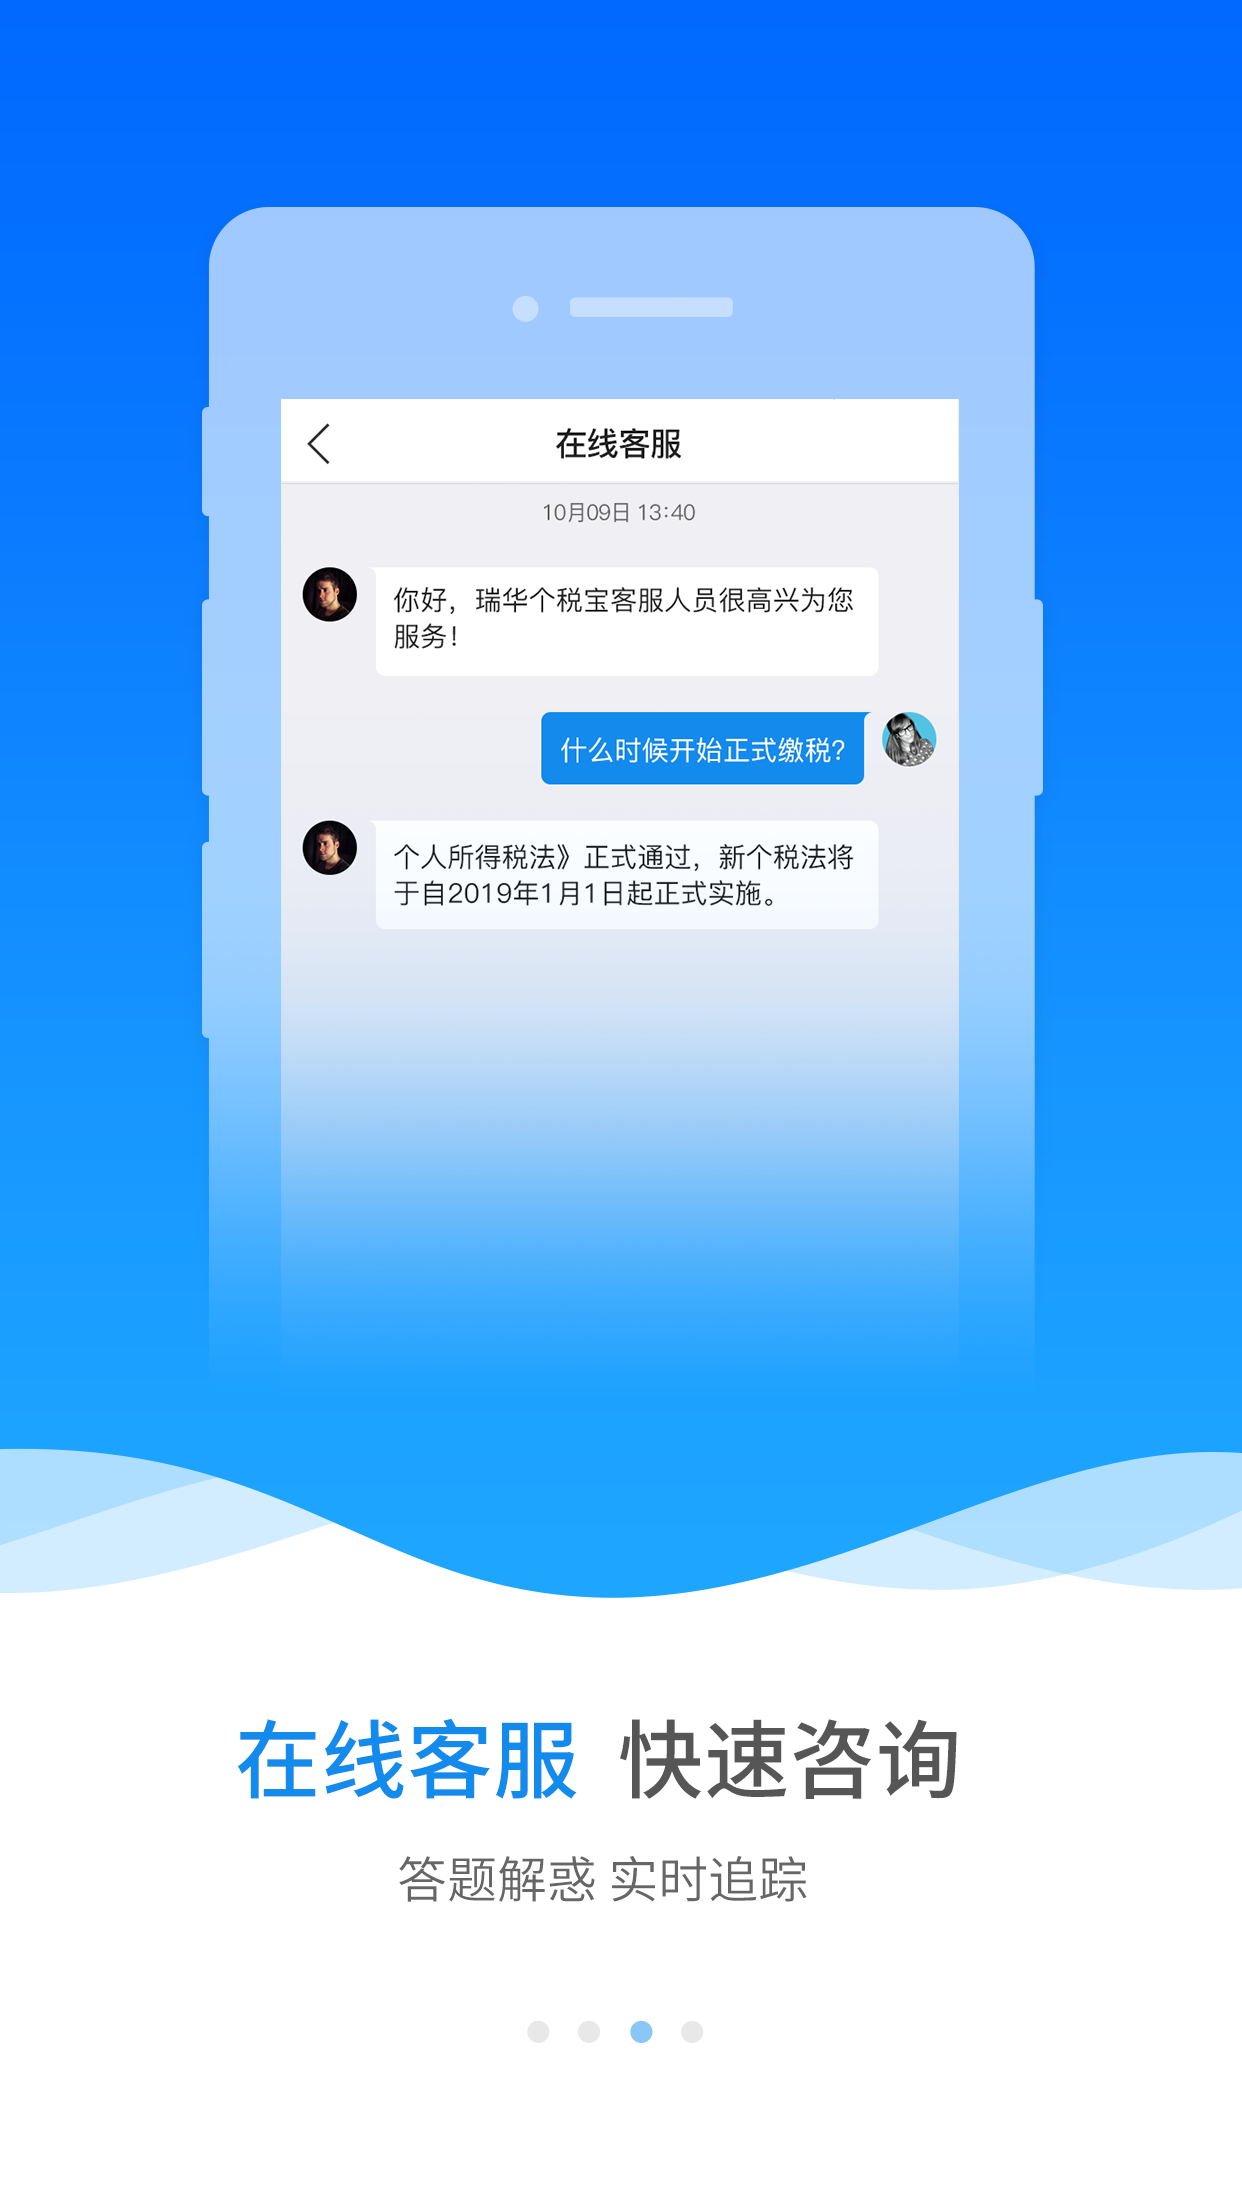 在线客服
10月09日 13:40
你好，瑞华个税宝客服人员很高兴为您
服务！
什么时候开始正式缴税？
个人所得税法》正式通过，新个税法将
于自2019年1月1日起正式实施。
在线客服 快速咨询
答题解惑 实时追踪